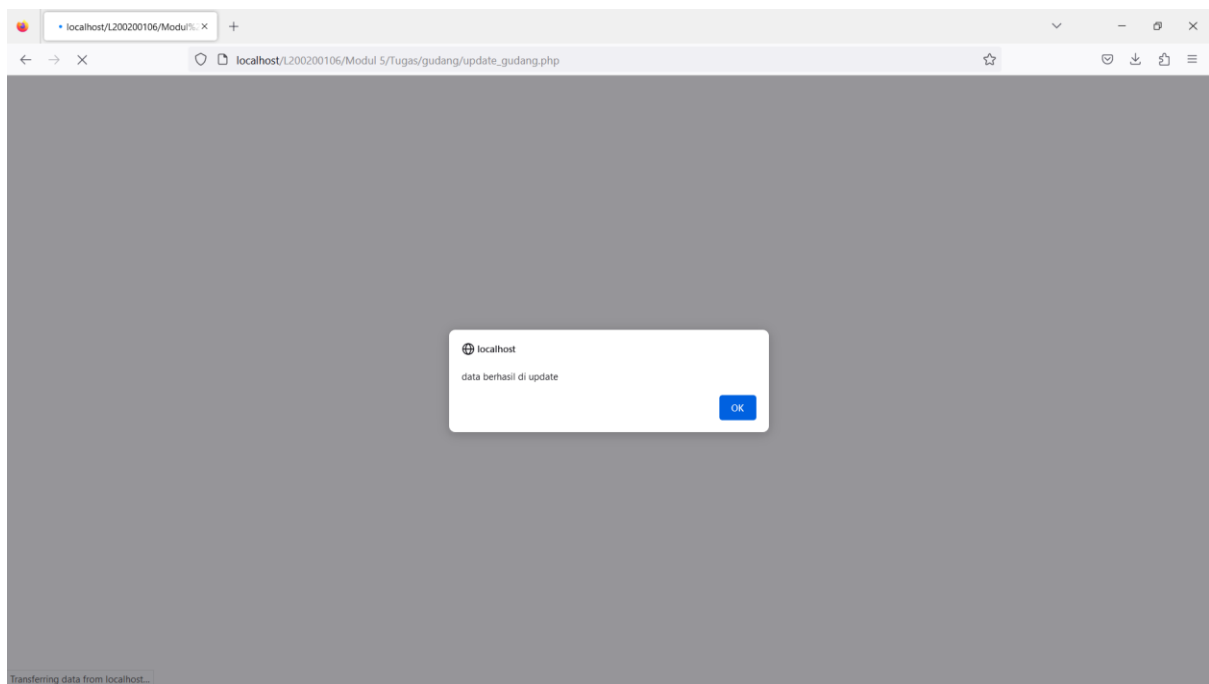 localhost/L200200106/Modul%2
localhost/L200200106/Modul 5/Tugas/gudang/update_gudang.php
localhost
data berhasil di update
OK
Transferring data from localhost...